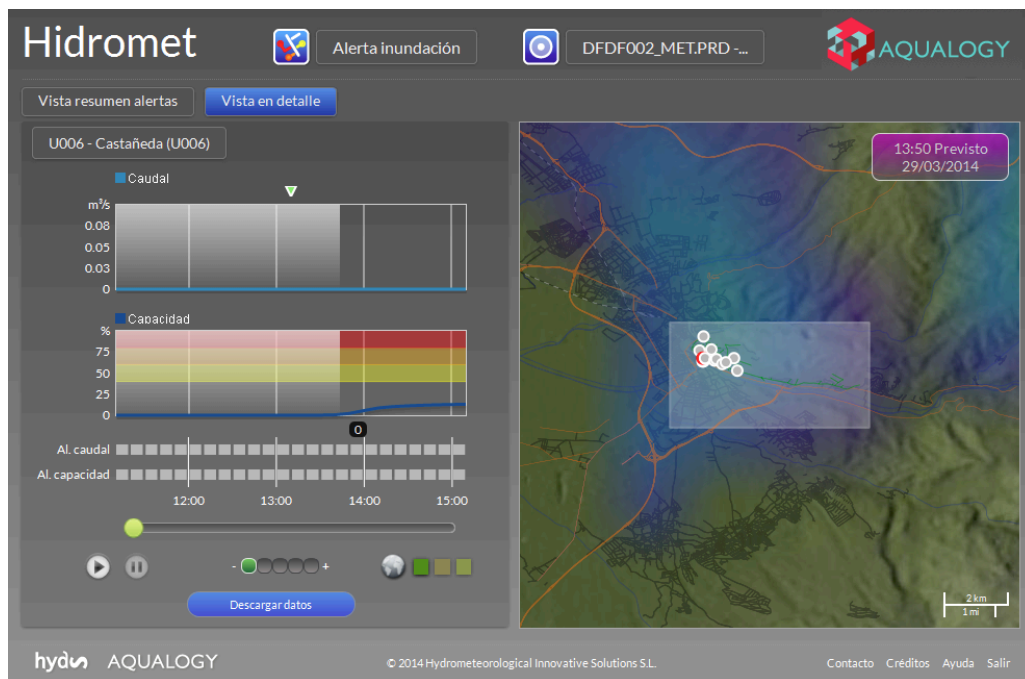 Hidromet
Alerta inundación
DFDF002_MET.PRD -...
AQUALOGY
Vista resumen alertas
Vista en detalle
U006 - Castañeda (U006)
Caudal
m³/s
0.08
0.05
0.03
0
Capacidad
%
75
50
25
0
0
Al. caudal
Al. capacidad
12:00 13:00 14:00 15:00
- +
Descargar datos
13:50 Previsto
29/03/2014
2 km
1 mi
hyds AQUALOGY
© 2014 Hydrometeorological Innovative Solutions S.L.
Contacto Créditos Ayuda Salir